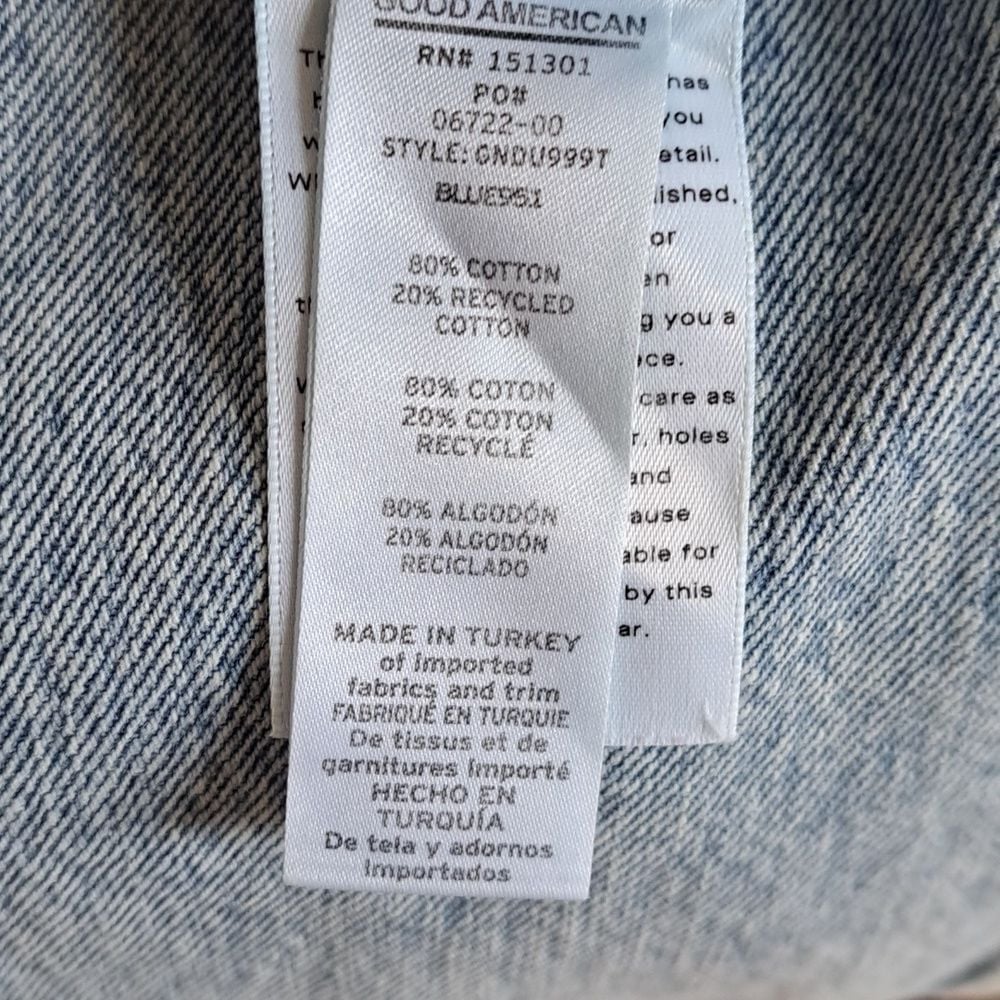 GOOD AMERICAN
RN# 151301
PO#
06722-00
STYLE: GNDU999T
BLUE951
80% COTTON
20% RECYCLED
COTTON
80% COTON
20% COTON
RECYCLÉ
80% ALGODÓN
20% ALGODÓN
RECICLADO
MADE IN TURKEY
of imported
fabrics and trim
FABRIQUÉ EN TURQUIE
De tissus et de
garnitures importé
HECHO EN
TURQUÍA
De tela y adornos
importados
has
you
etail.
ished,
or
en
g you a
ce.
care as
r, holes
and
ause
able for
by this
ar.